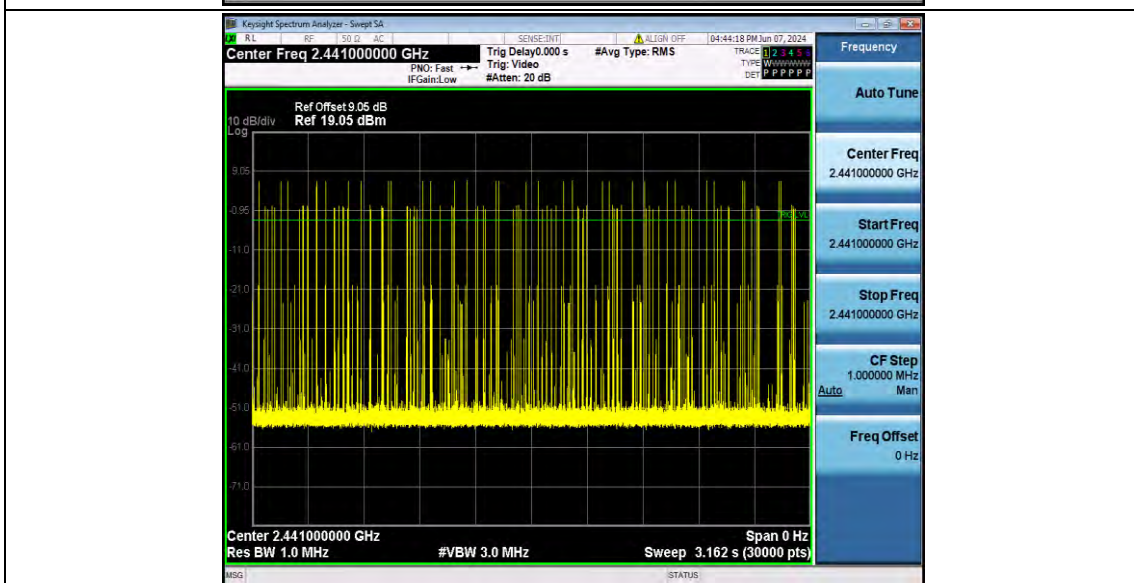 Keysight Spectrum Analyzer - Swept SA
RL RF 50 Ω AC SENSE:INT ALIGN OFF 04:44:18 PM Jun 07, 2024
Center Freq 2.441000000 GHz
Trig Delay0.000 s #Avg Type: RMS TRACE 1 2 3 4 5 6
PNO: Fast Trig: Video TYPE WWWWWW
IFGain:Low #Atten: 20 dB DET P P P P P P
Ref Offset 9.05 dB
10 dB/div Ref 19.05 dBm
Log
9.05
-0.95
TRIG LVL
-11.0
-21.0
-31.0
-41.0
-51.0
-61.0
-71.0
Center 2.441000000 GHz Span 0 Hz
Res BW 1.0 MHz #VBW 3.0 MHz Sweep 3.162 s (30000 pts)
MSG STATUS
Frequency
Auto Tune
Center Freq
2.441000000 GHz
Start Freq
2.441000000 GHz
Stop Freq
2.441000000 GHz
CF Step
1.000000 MHz
Auto Man
Freq Offset
0 Hz